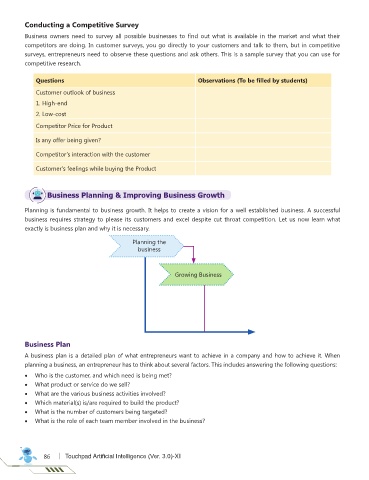 Conducting a Competitive Survey
Business owners need to survey all possible businesses to find out what is available in the market and what their
competitors are doing. In customer surveys, you go directly to your customers and talk to them, but in competitive
surveys, entrepreneurs need to observe these questions and ask others. This is a sample survey that you can use for
competitive research.
Questions Observations (To be filled by students)
Customer outlook of business
1. High-end
2. Low-cost
Competitor Price for Product
Is any offer being given?
Competitor's interaction with the customer
Customer's feelings while buying the Product
Business Planning & Improving Business Growth
Planning is fundamental to business growth. It helps to create a vision for a well established business. A successful
business requires strategy to please its customers and excel despite cut throat competition. Let us now learn what
exactly is business plan and why it is necessary.
Planning the
business
Growing Business
Business Plan
A business plan is a detailed plan of what entrepreneurs want to achieve in a company and how to achieve it. When
planning a business, an entrepreneur has to think about several factors. This includes answering the following questions:
• Who is the customer, and which need is being met?
• What product or service do we sell?
• What are the various business activities involved?
• Which material(s) is/are required to build the product?
• What is the number of customers being targeted?
• What is the role of each team member involved in the business?
86 Touchpad Artificial Intelligence (Ver. 3.0)-XI